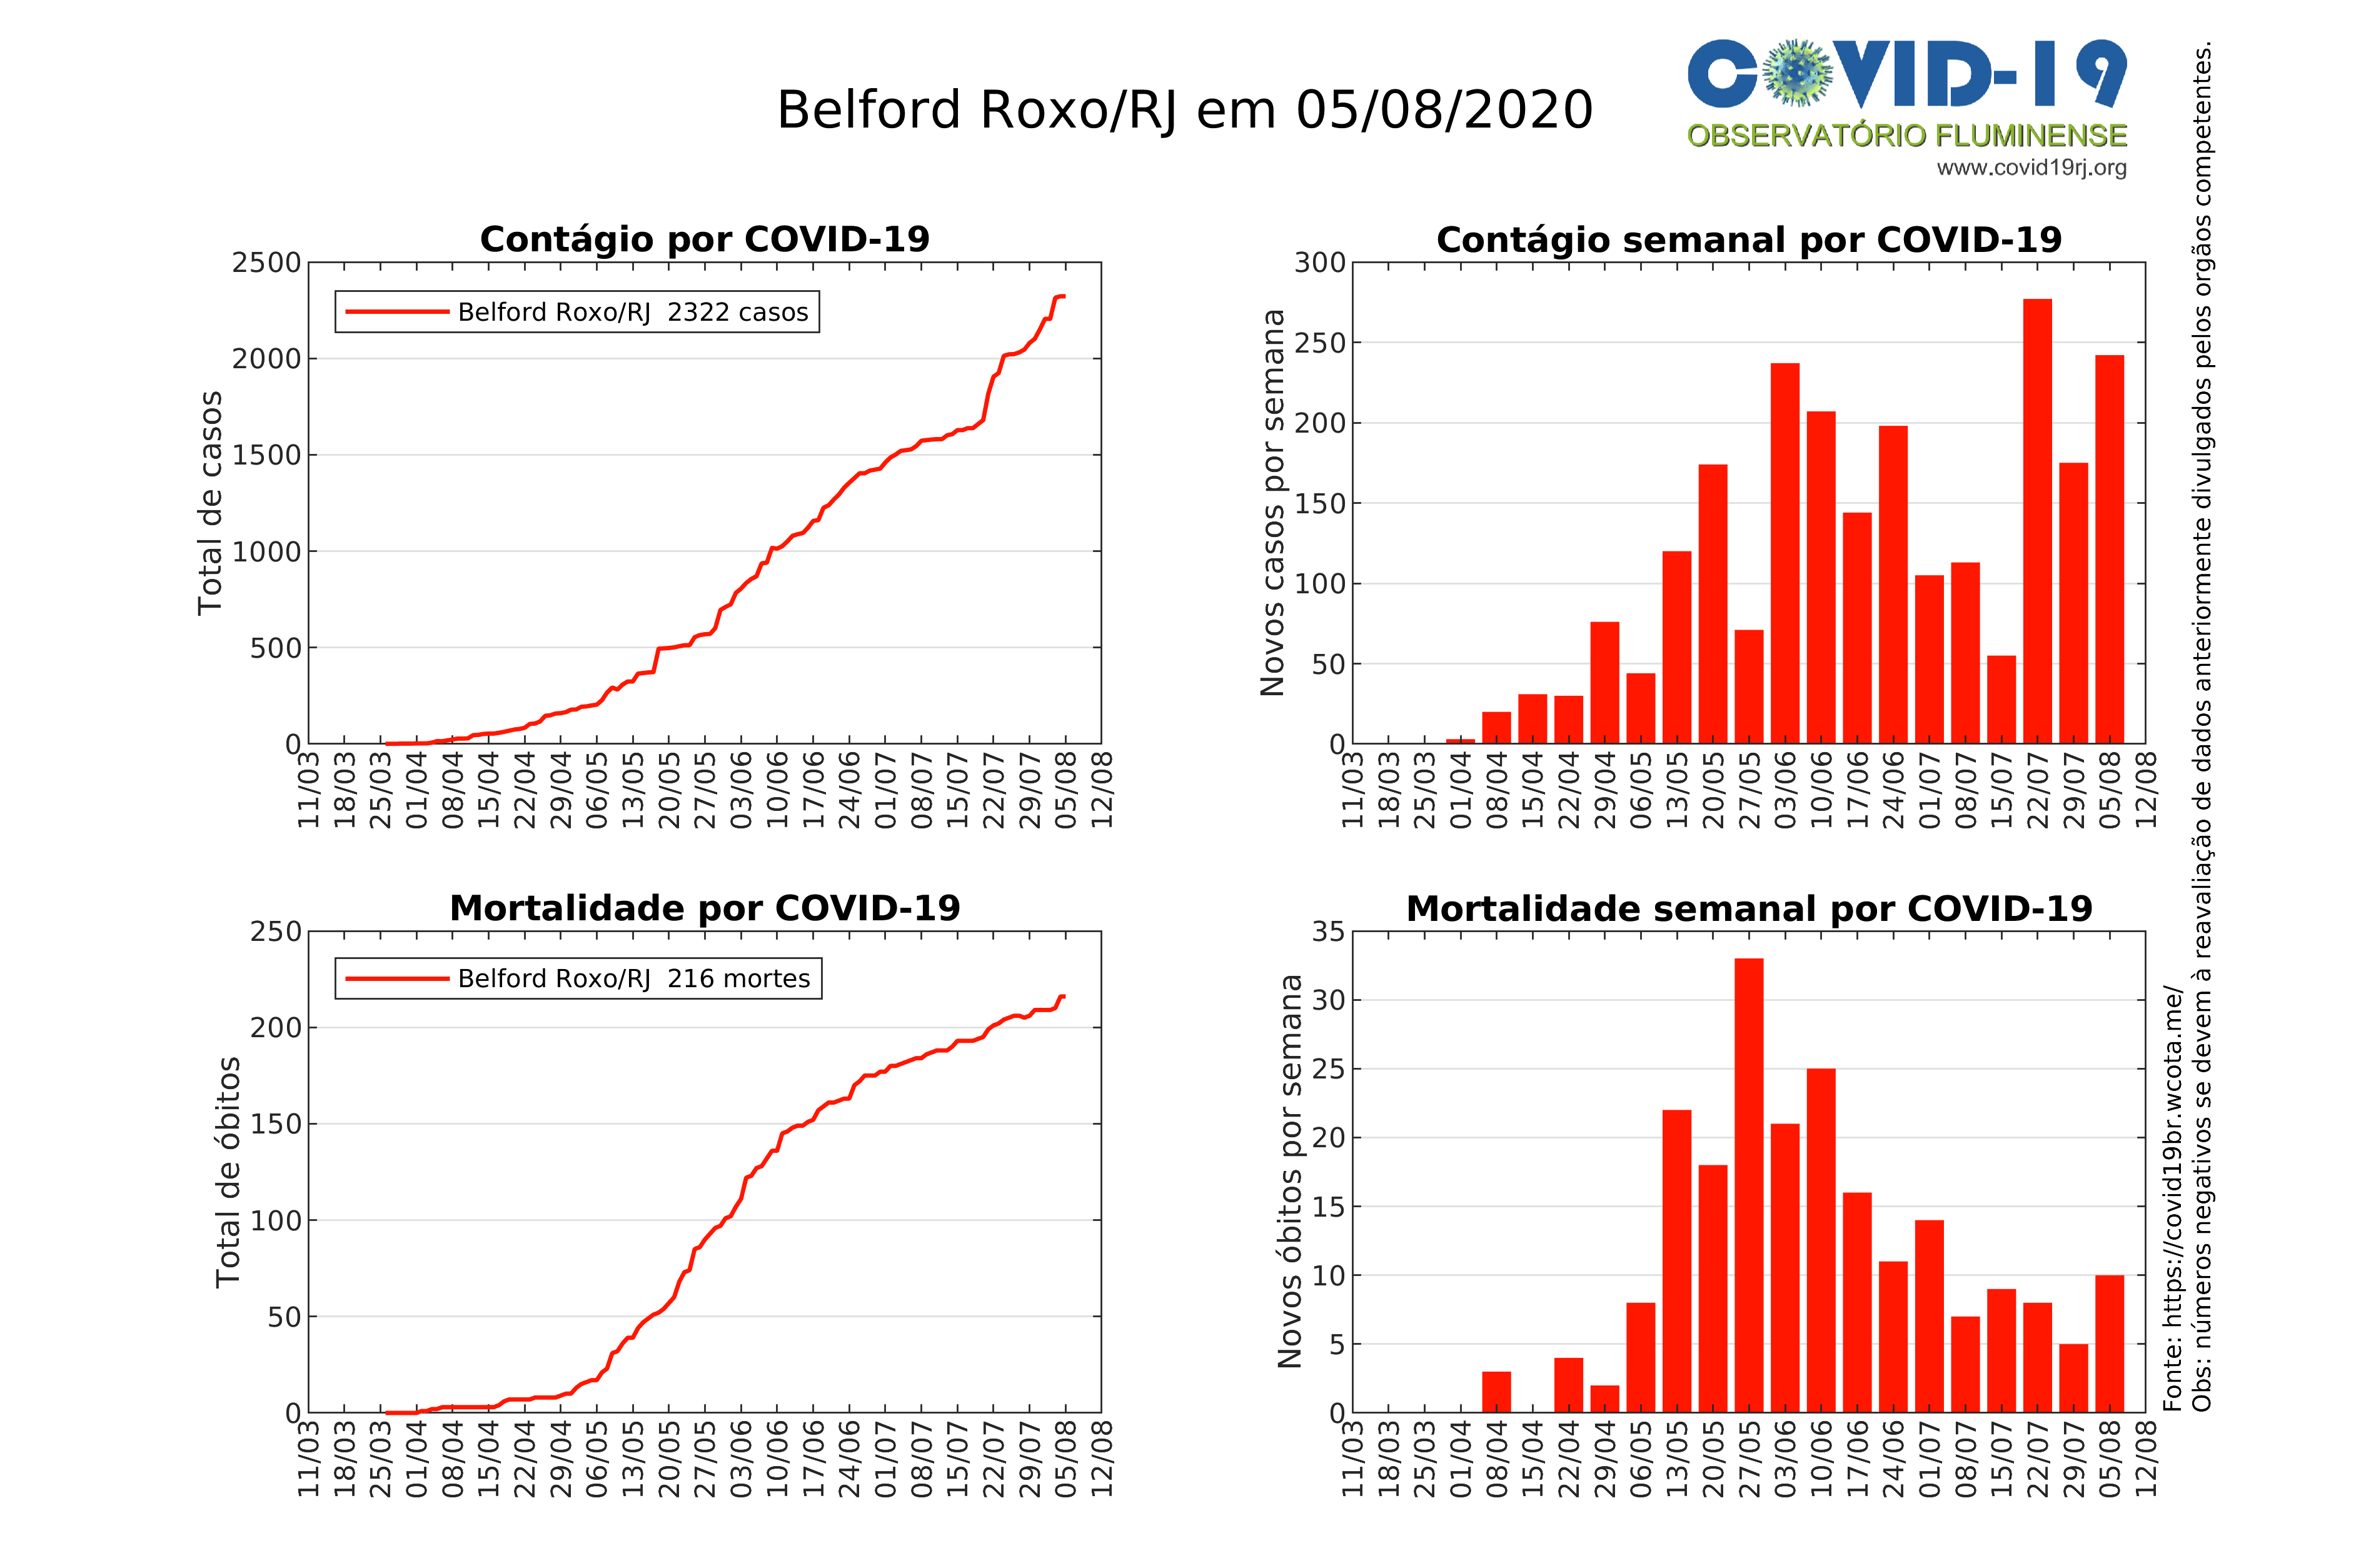 Belford Roxo/RJ em 05/08/2020
COVID-19
OBSERVATÓRIO FLUMINENSE
www.covid19rj.org
Contágio por COVID-19
Total de casos
2500
2000
1500
1000
500
0
Belford Roxo/RJ 2322 casos
11/03 18/03 25/03 01/04 08/04 15/04 22/04 29/04 06/05 13/05 20/05 27/05 03/06 10/06 17/06 24/06 01/07 08/07 15/07 22/07 29/07 05/08 12/08
Contágio semanal por COVID-19
Novos casos por semana
300
250
200
150
100
50
0
11/03 18/03 25/03 01/04 08/04 15/04 22/04 29/04 06/05 13/05 20/05 27/05 03/06 10/06 17/06 24/06 01/07 08/07 15/07 22/07 29/07 05/08 12/08
Mortalidade por COVID-19
Total de óbitos
250
200
150
100
50
0
Belford Roxo/RJ 216 mortes
11/03 18/03 25/03 01/04 08/04 15/04 22/04 29/04 06/05 13/05 20/05 27/05 03/06 10/06 17/06 24/06 01/07 08/07 15/07 22/07 29/07 05/08 12/08
Mortalidade semanal por COVID-19
Novos óbitos por semana
35
30
25
20
15
10
5
0
11/03 18/03 25/03 01/04 08/04 15/04 22/04 29/04 06/05 13/05 20/05 27/05 03/06 10/06 17/06 24/06 01/07 08/07 15/07 22/07 29/07 05/08 12/08
Fonte: https://covid19br.wcota.me/
Obs: números negativos se devem à reavaliação de dados anteriormente divulgados pelos orgãos competentes.